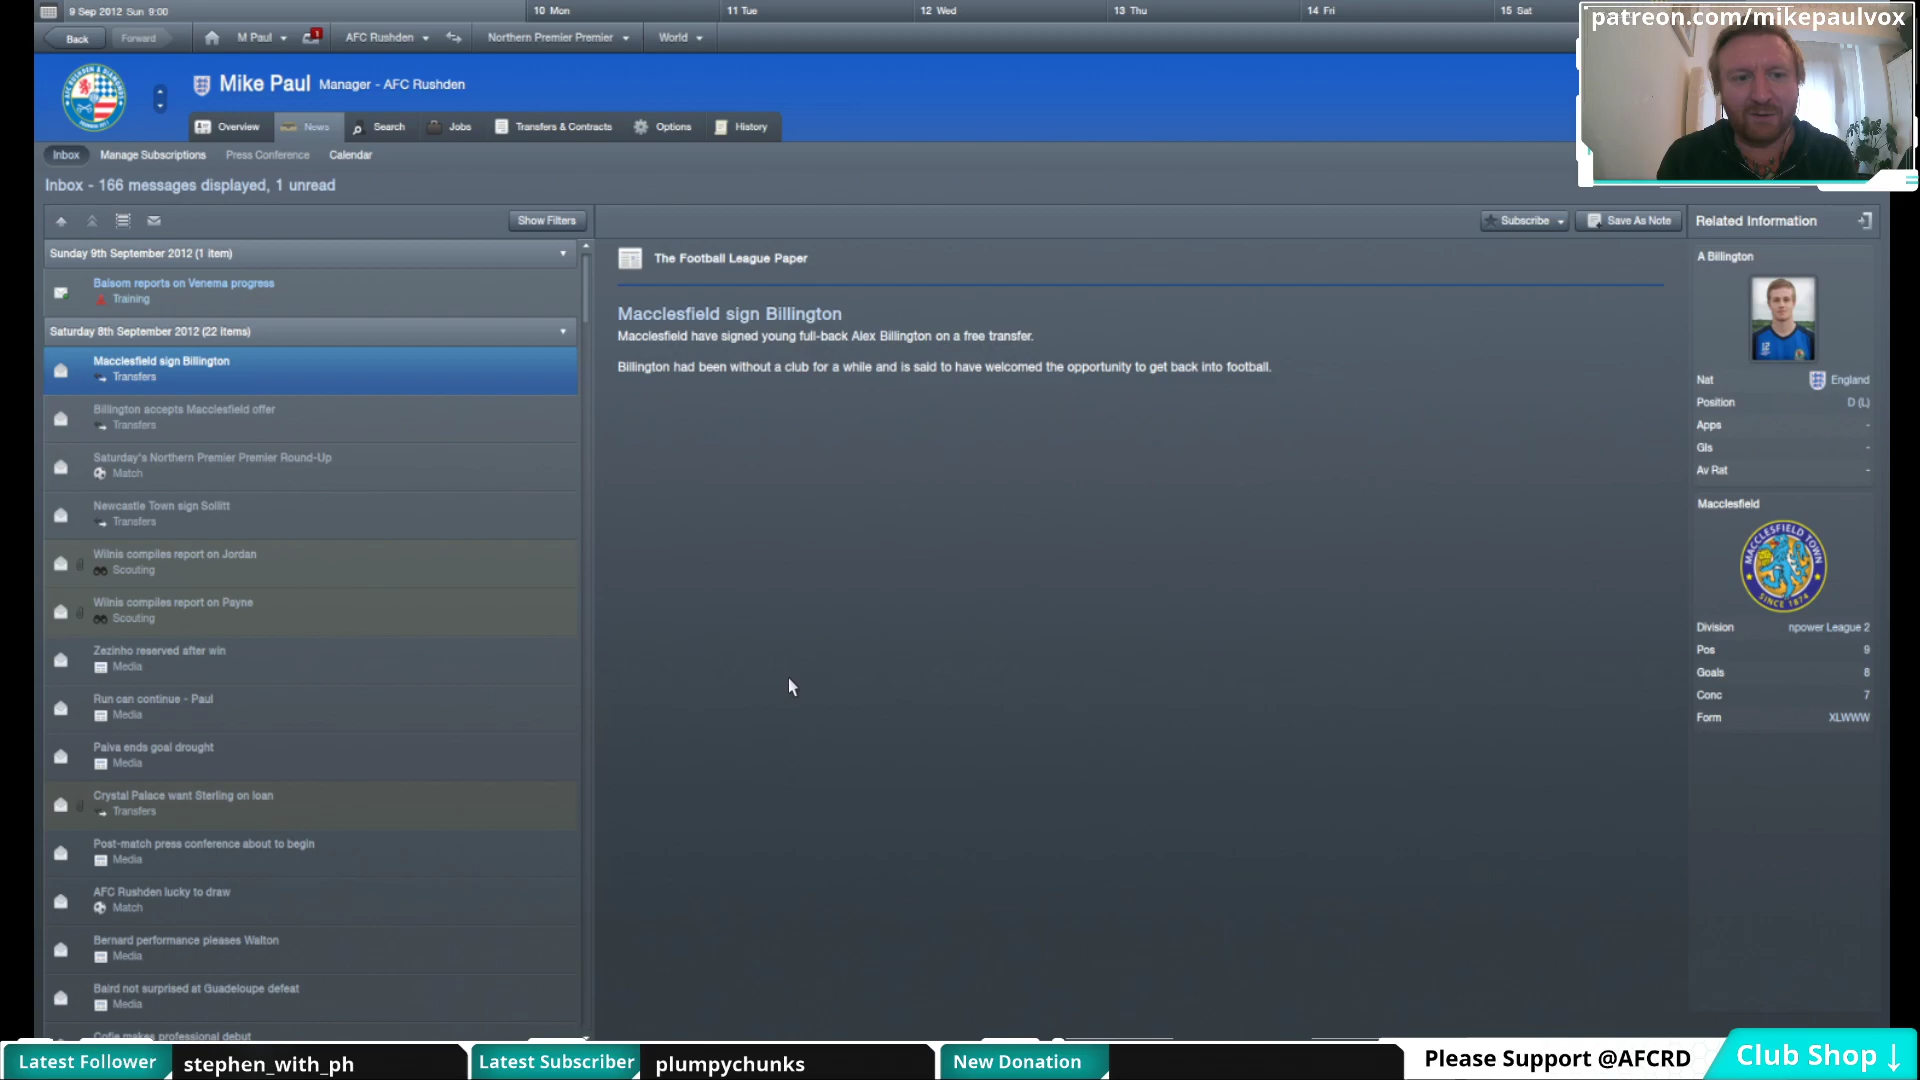 9 Sep 2012 Sun 9:00
10 Mon
11 Tue
12 Wed
13 Thu
14 Fri
15 Sat
patreon.com/mikepaulvox
Back
Forward
M Paul
1
AFC Rushden
Northern Premier Premier
World
Mike Paul Manager - AFC Rushden
Overview
News
Search
Jobs
Transfers & Contracts
Options
History
Inbox
Manage Subscriptions
Press Conference
Calendar
Inbox - 166 messages displayed, 1 unread
Show Filters
Subscribe
Save As Note
Related Information
Sunday 9th September 2012 (1 item)
Balsom reports on Venema progress
Training
Saturday 8th September 2012 (22 items)
Macclesfield sign Billington
Transfers
Billington accepts Macclesfield offer
Transfers
Saturday's Northern Premier Premier Round-Up
Match
Newcastle Town sign Sollitt
Transfers
Wilnis compiles report on Jordan
Scouting
Wilnis compiles report on Payne
Scouting
Zezinho reserved after win
Media
Run can continue - Paul
Media
Paiva ends goal drought
Media
Crystal Palace want Sterling on loan
Transfers
Post-match press conference about to begin
Media
AFC Rushden lucky to draw
Match
Bernard performance pleases Walton
Media
Baird not surprised at Guadeloupe defeat
Media
Cofie makes professional debut
The Football League Paper
Macclesfield sign Billington
Macclesfield have signed young full-back Alex Billington on a free transfer.
Billington had been without a club for a while and is said to have welcomed the opportunity to get back into football.
A Billington
Nat England
Position D (L)
Apps -
Gls -
Av Rat -
Macclesfield
MACCLESFIELD TOWN
SINCE 1874
Division npower League 2
Pos 9
Goals 8
Conc 7
Form XLWWW
Latest Follower
stephen_with_ph
Latest Subscriber
plumpychunks
New Donation
Please Support @AFCRD
Club Shop ↓